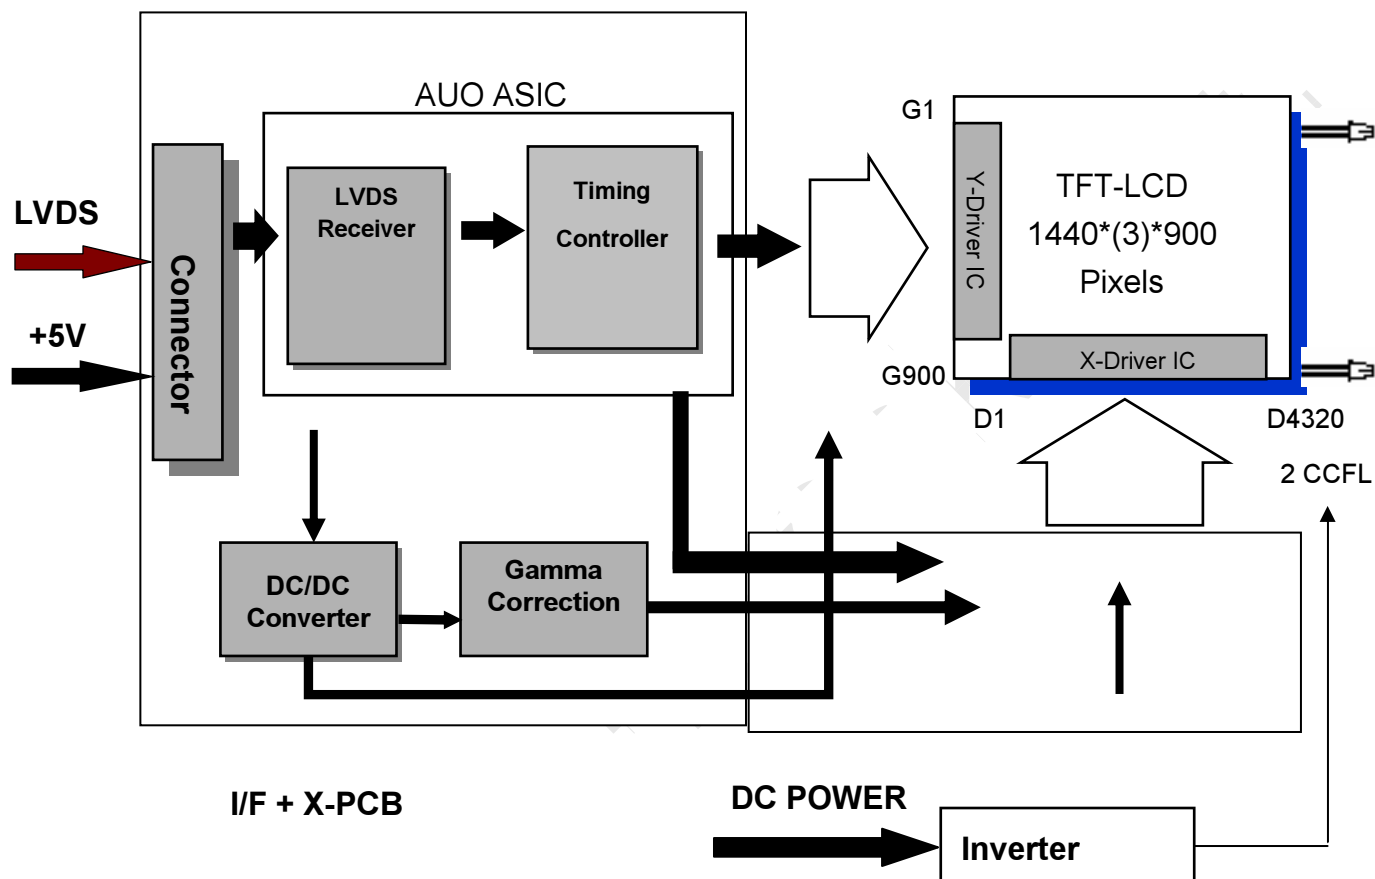 AUO ASIC
LVDS
+5V
Connector
LVDS
Receiver
Timing
Controller
G1
G900
Y-Driver IC
TFT-LCD
1440*(3)*900
Pixels
X-Driver IC
D1
D4320
2 CCFL
DC/DC
Converter
Gamma
Correction
I/F + X-PCB
DC POWER
Inverter